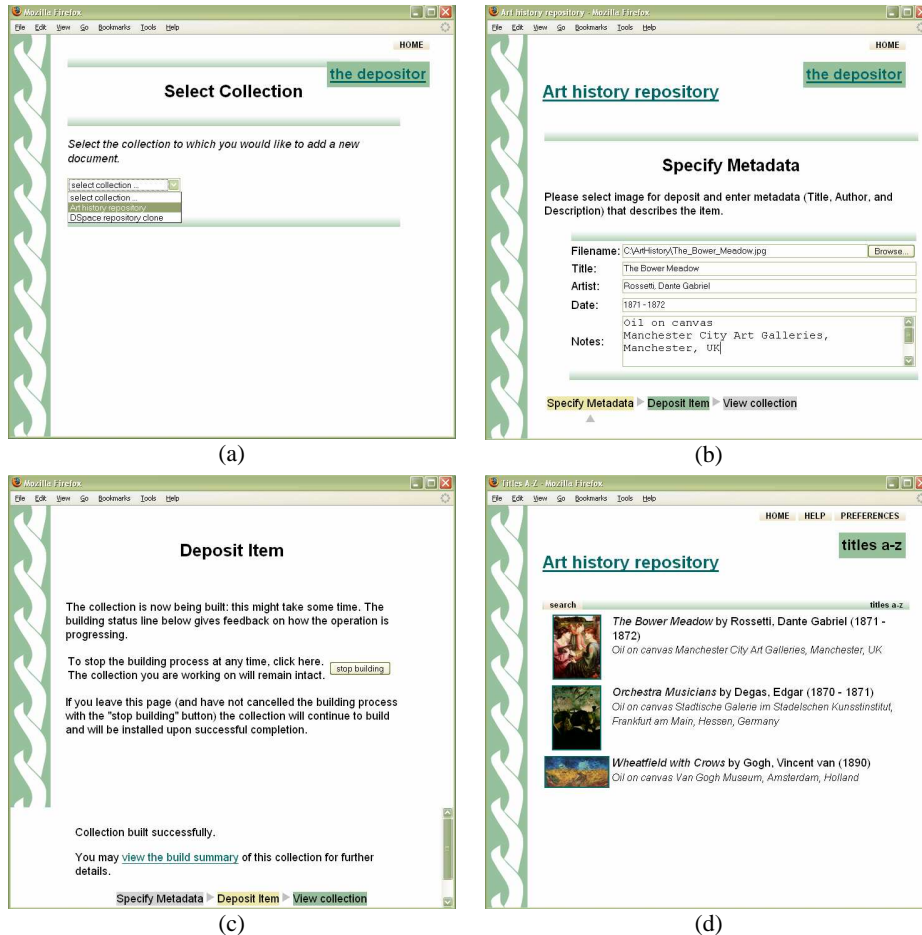 Mozilla Firefox
File Edit View Go Bookmarks Tools Help
HOME
the depositor
Select Collection
Select the collection to which you would like to add a new
document.
select collection ...
select collection ...
Art history repository
DSpace repository clone
(a)
Art history repository - Mozilla Firefox
File Edit View Go Bookmarks Tools Help
HOME
the depositor
Art history repository
Specify Metadata
Please select image for deposit and enter metadata (Title, Author, and
Description) that describes the item.
Filename: C:\ArtHistory\The_Bower_Meadow.jpg Browse...
Title: The Bower Meadow
Artist: Rossetti, Dante Gabriel
Date: 1871 - 1872
Notes: Oil on canvas
Manchester City Art Galleries,
Manchester, UK
Specify Metadata Deposit Item View collection
(b)
Mozilla Firefox
File Edit View Go Bookmarks Tools Help
Deposit Item
The collection is now being built: this might take some time. The
building status line below gives feedback on how the operation is
progressing.
To stop the building process at any time, click here. stop building
The collection you are working on will remain intact.
If you leave this page (and have not cancelled the building process
with the "stop building" button) the collection will continue to build
and will be installed upon successful completion.
Collection built successfully.
You may view the build summary of this collection for further
details.
Specify Metadata Deposit Item View collection
(c)
Titles A-Z - Mozilla Firefox
File Edit View Go Bookmarks Tools Help
HOME HELP PREFERENCES
titles a-z
Art history repository
search titles a-z
The Bower Meadow by Rossetti, Dante Gabriel (1871 -
1872)
Oil on canvas Manchester City Art Galleries, Manchester, UK
Orchestra Musicians by Degas, Edgar (1870 - 1871)
Oil on canvas Stadtische Galerie im Stadelschen Kunsstinstitut,
Frankfurt am Main, Hessen, Germany
Wheatfield with Crows by Gogh, Vincent van (1890)
Oil on canvas Van Gogh Museum, Amsterdam, Holland
(d)